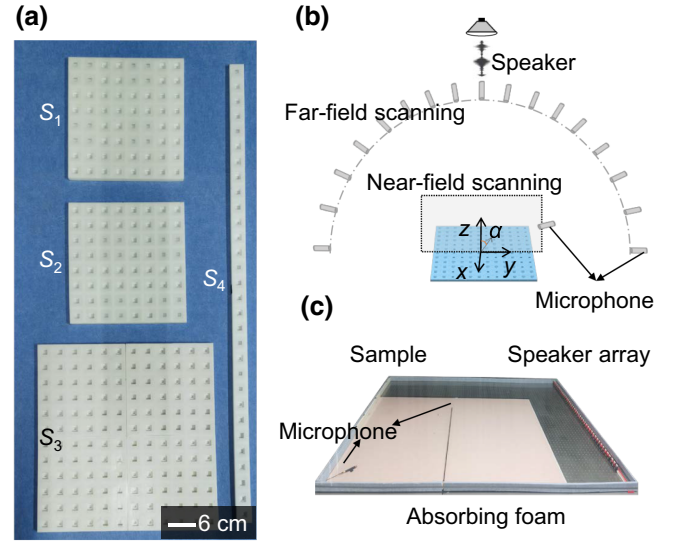 (a)
S1
S2
S3
S4
6 cm
(b)
Speaker
Far-field scanning
Near-field scanning
z
α
x
y
Microphone
(c)
Sample
Speaker array
Microphone
Absorbing foam